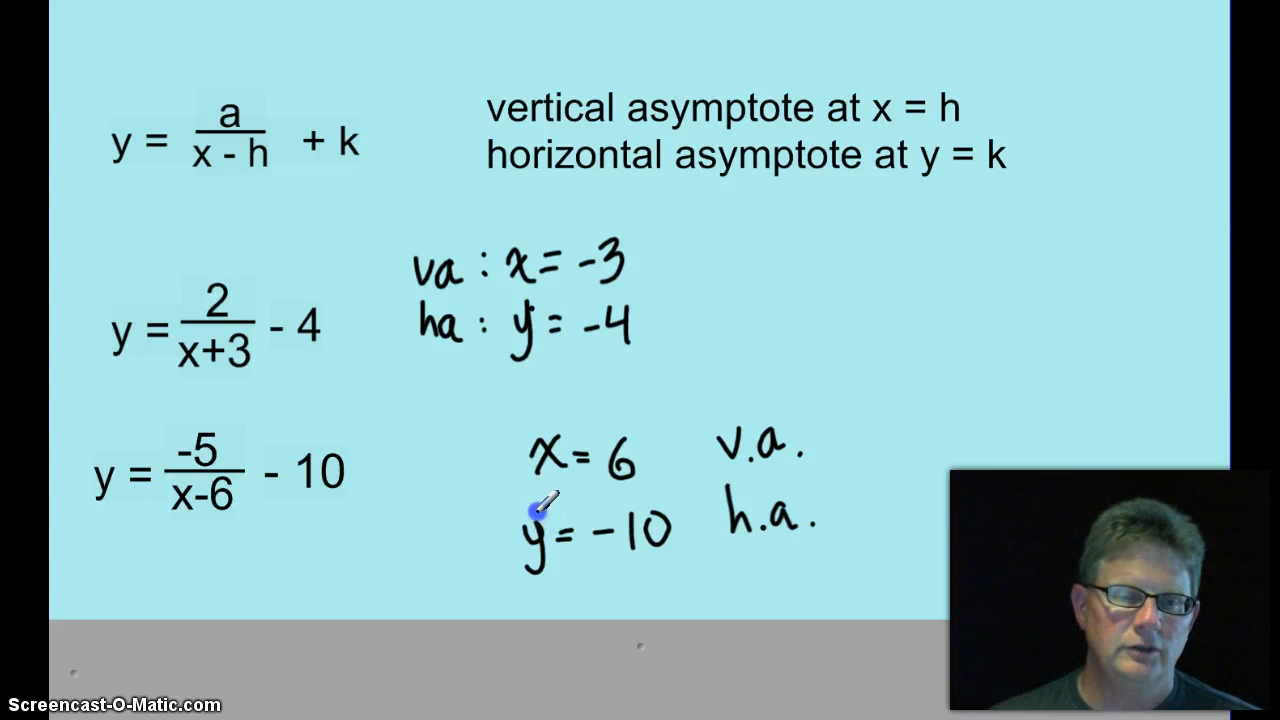 y = a/(x - h) + k
vertical asymptote at x = h
horizontal asymptote at y = k
va : x = -3
ha : y = -4
y = 2/(x+3) - 4
y = -5/(x-6) - 10
x = 6 v.a.
y = -10 h.a.
Screencast-O-Matic.com